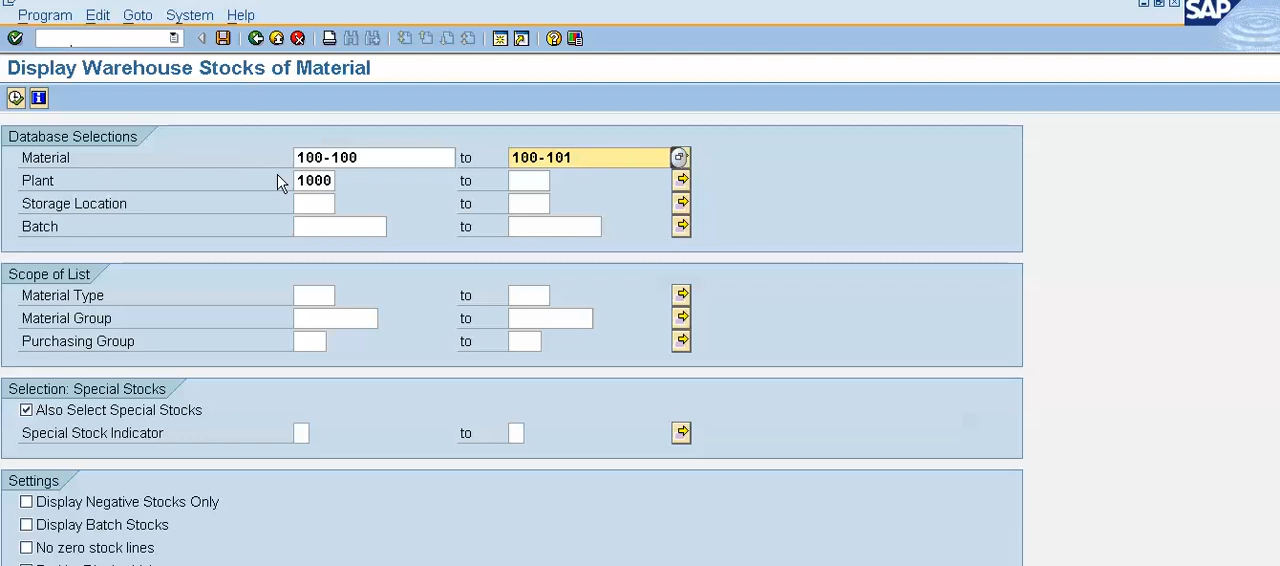 Program Edit Goto System Help
SAP
Display Warehouse Stocks of Material
Database Selections
Material 100-100 to 100-101
Plant 1000 to
Storage Location to
Batch to
Scope of List
Material Type to
Material Group to
Purchasing Group to
Selection: Special Stocks
Also Select Special Stocks
Special Stock Indicator to
Settings
Display Negative Stocks Only
Display Batch Stocks
No zero stock lines